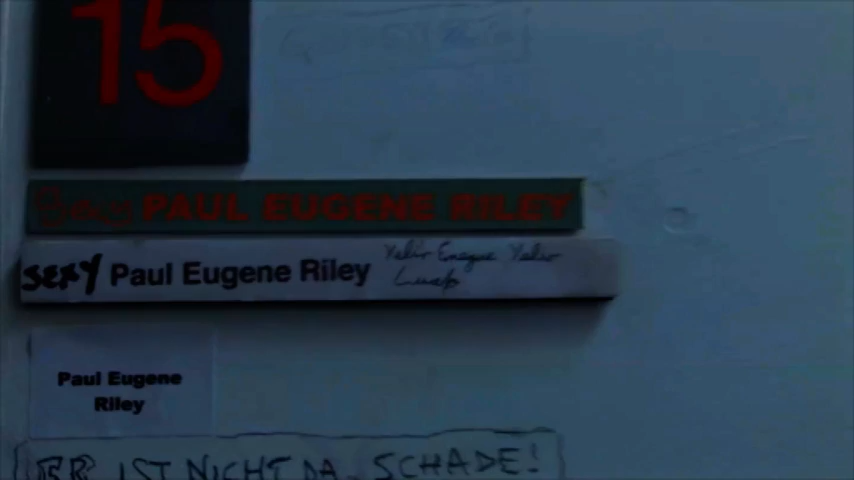 15
PAUL EUGENE RILEY
SEXY Paul Eugene Riley
Paul Eugene
Riley
ER IST NICHT DA. SCHADE!